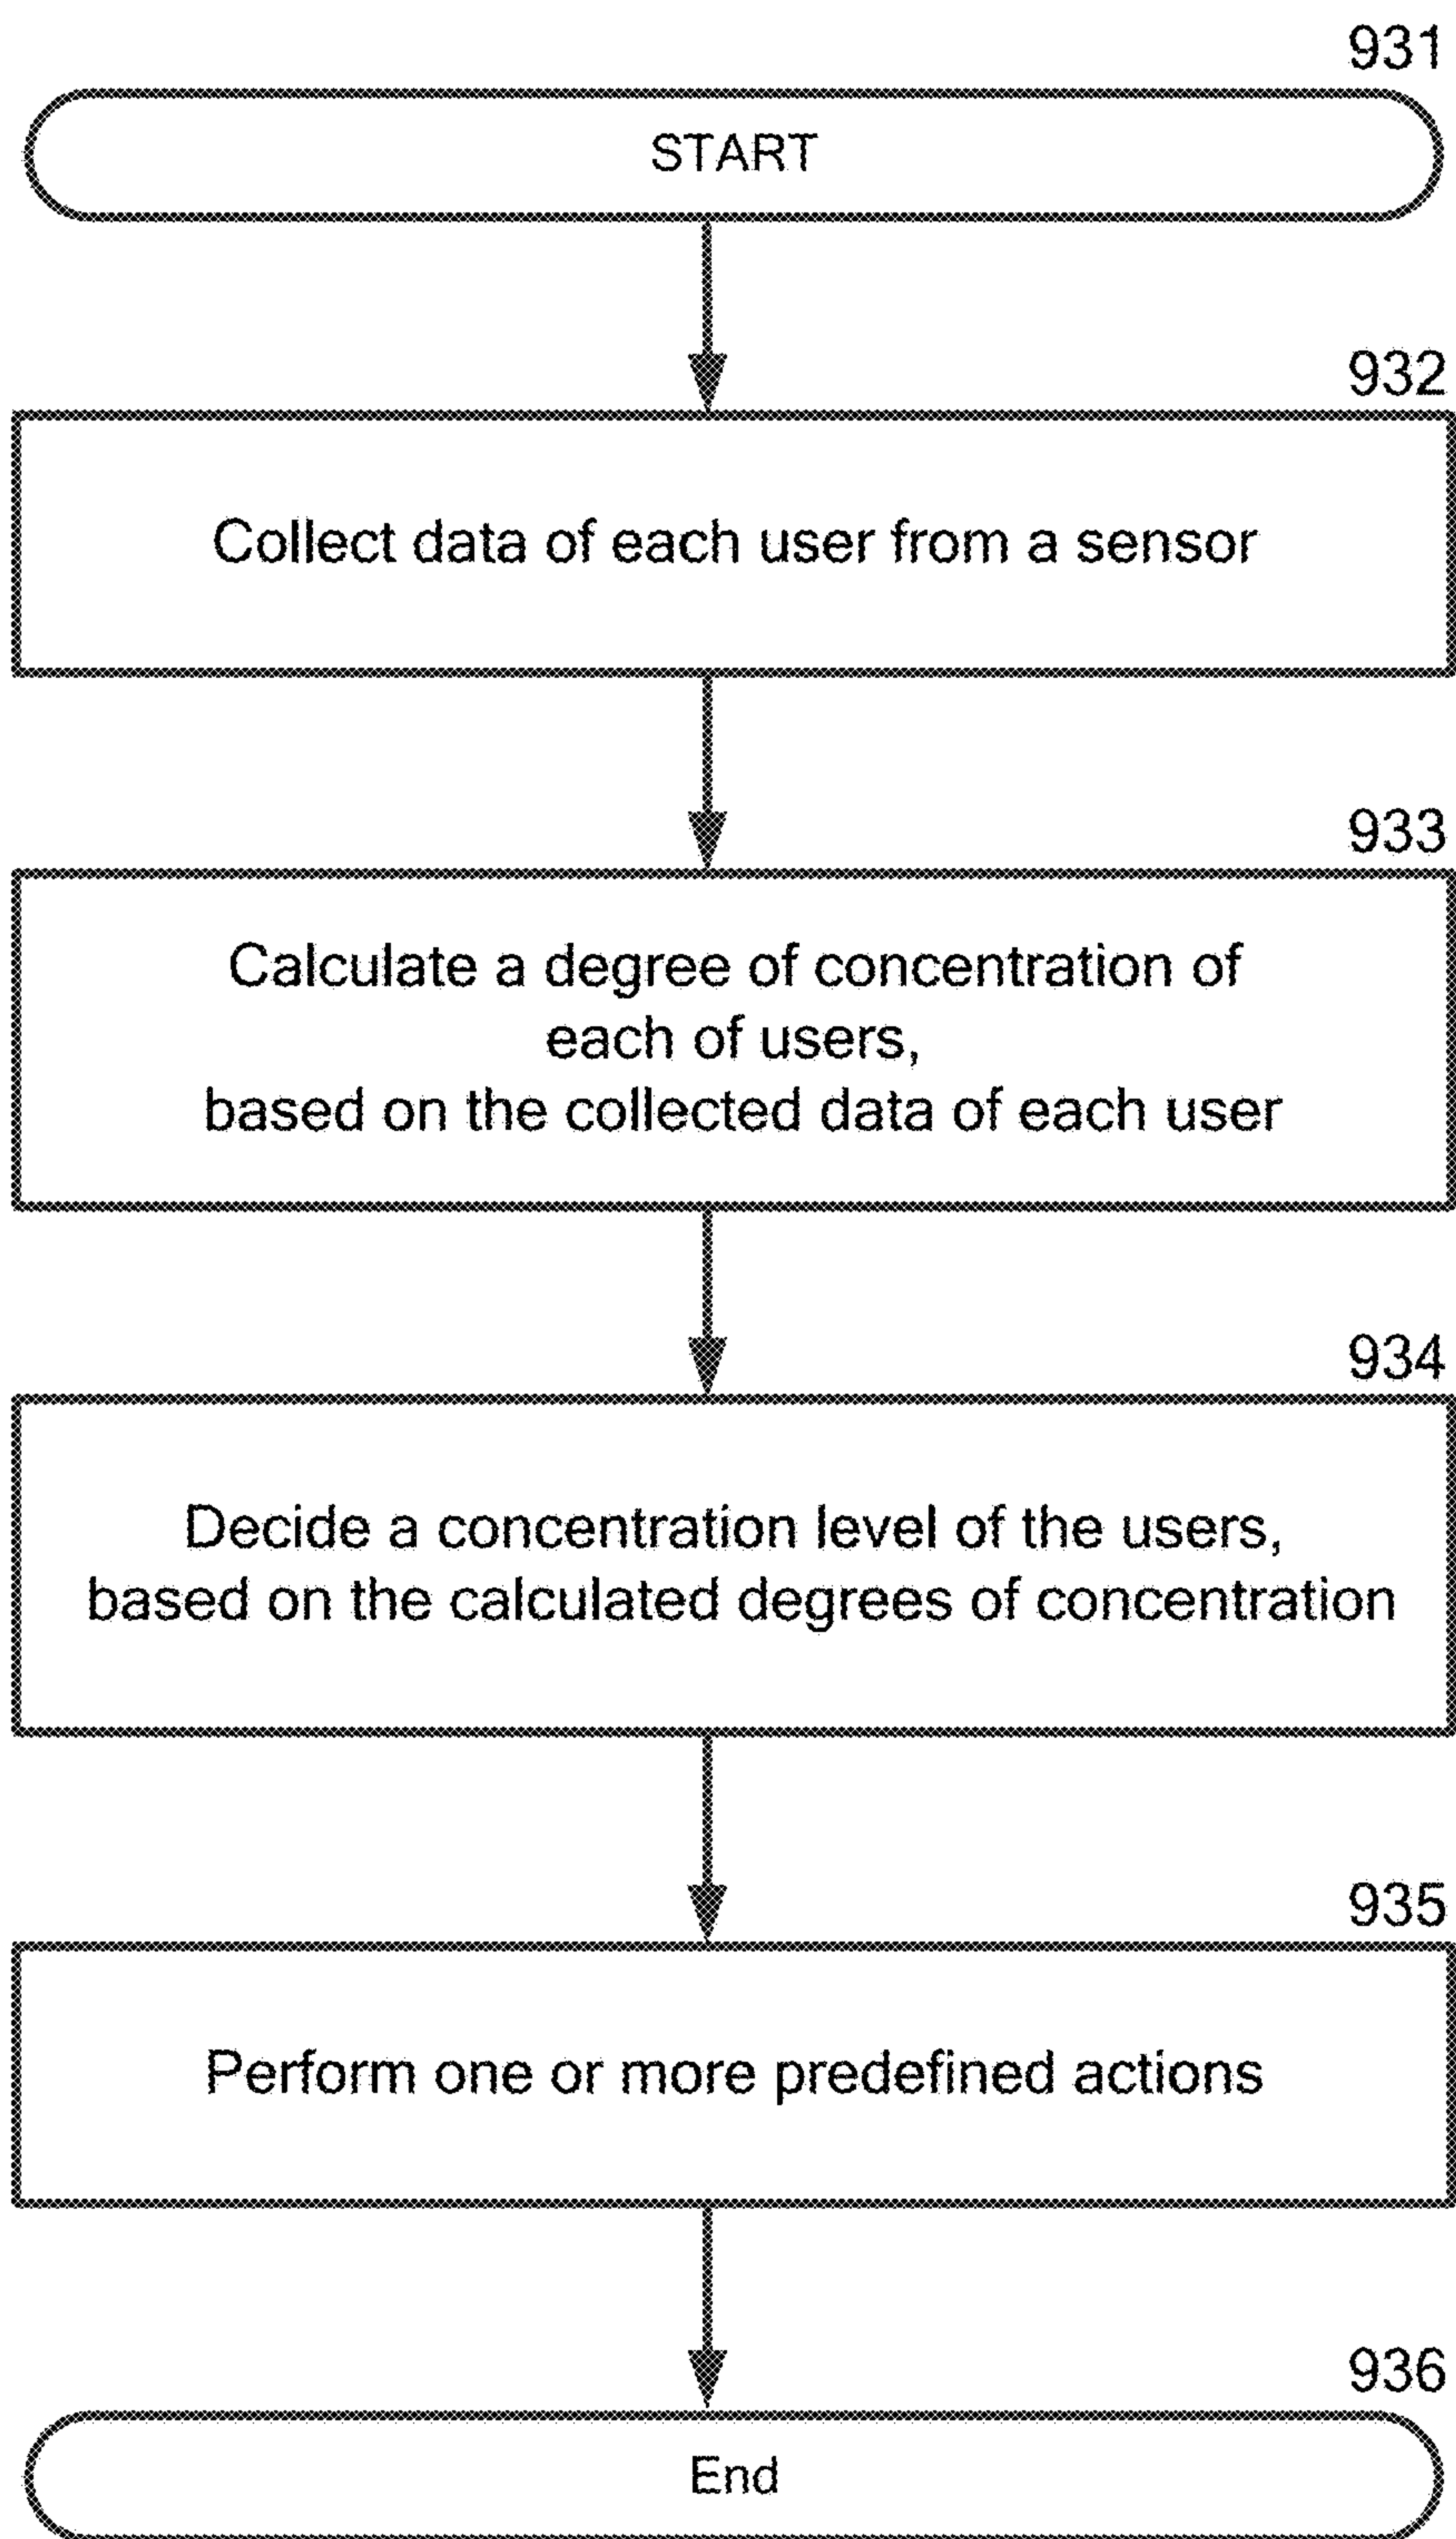 931
START
932
Collect data of each user from a sensor
933
Calculate a degree of concentration of
each of users,
based on the collected data of each user
934
Decide a concentration level of the users,
based on the calculated degrees of concentration
935
Perform one or more predefined actions
936
End